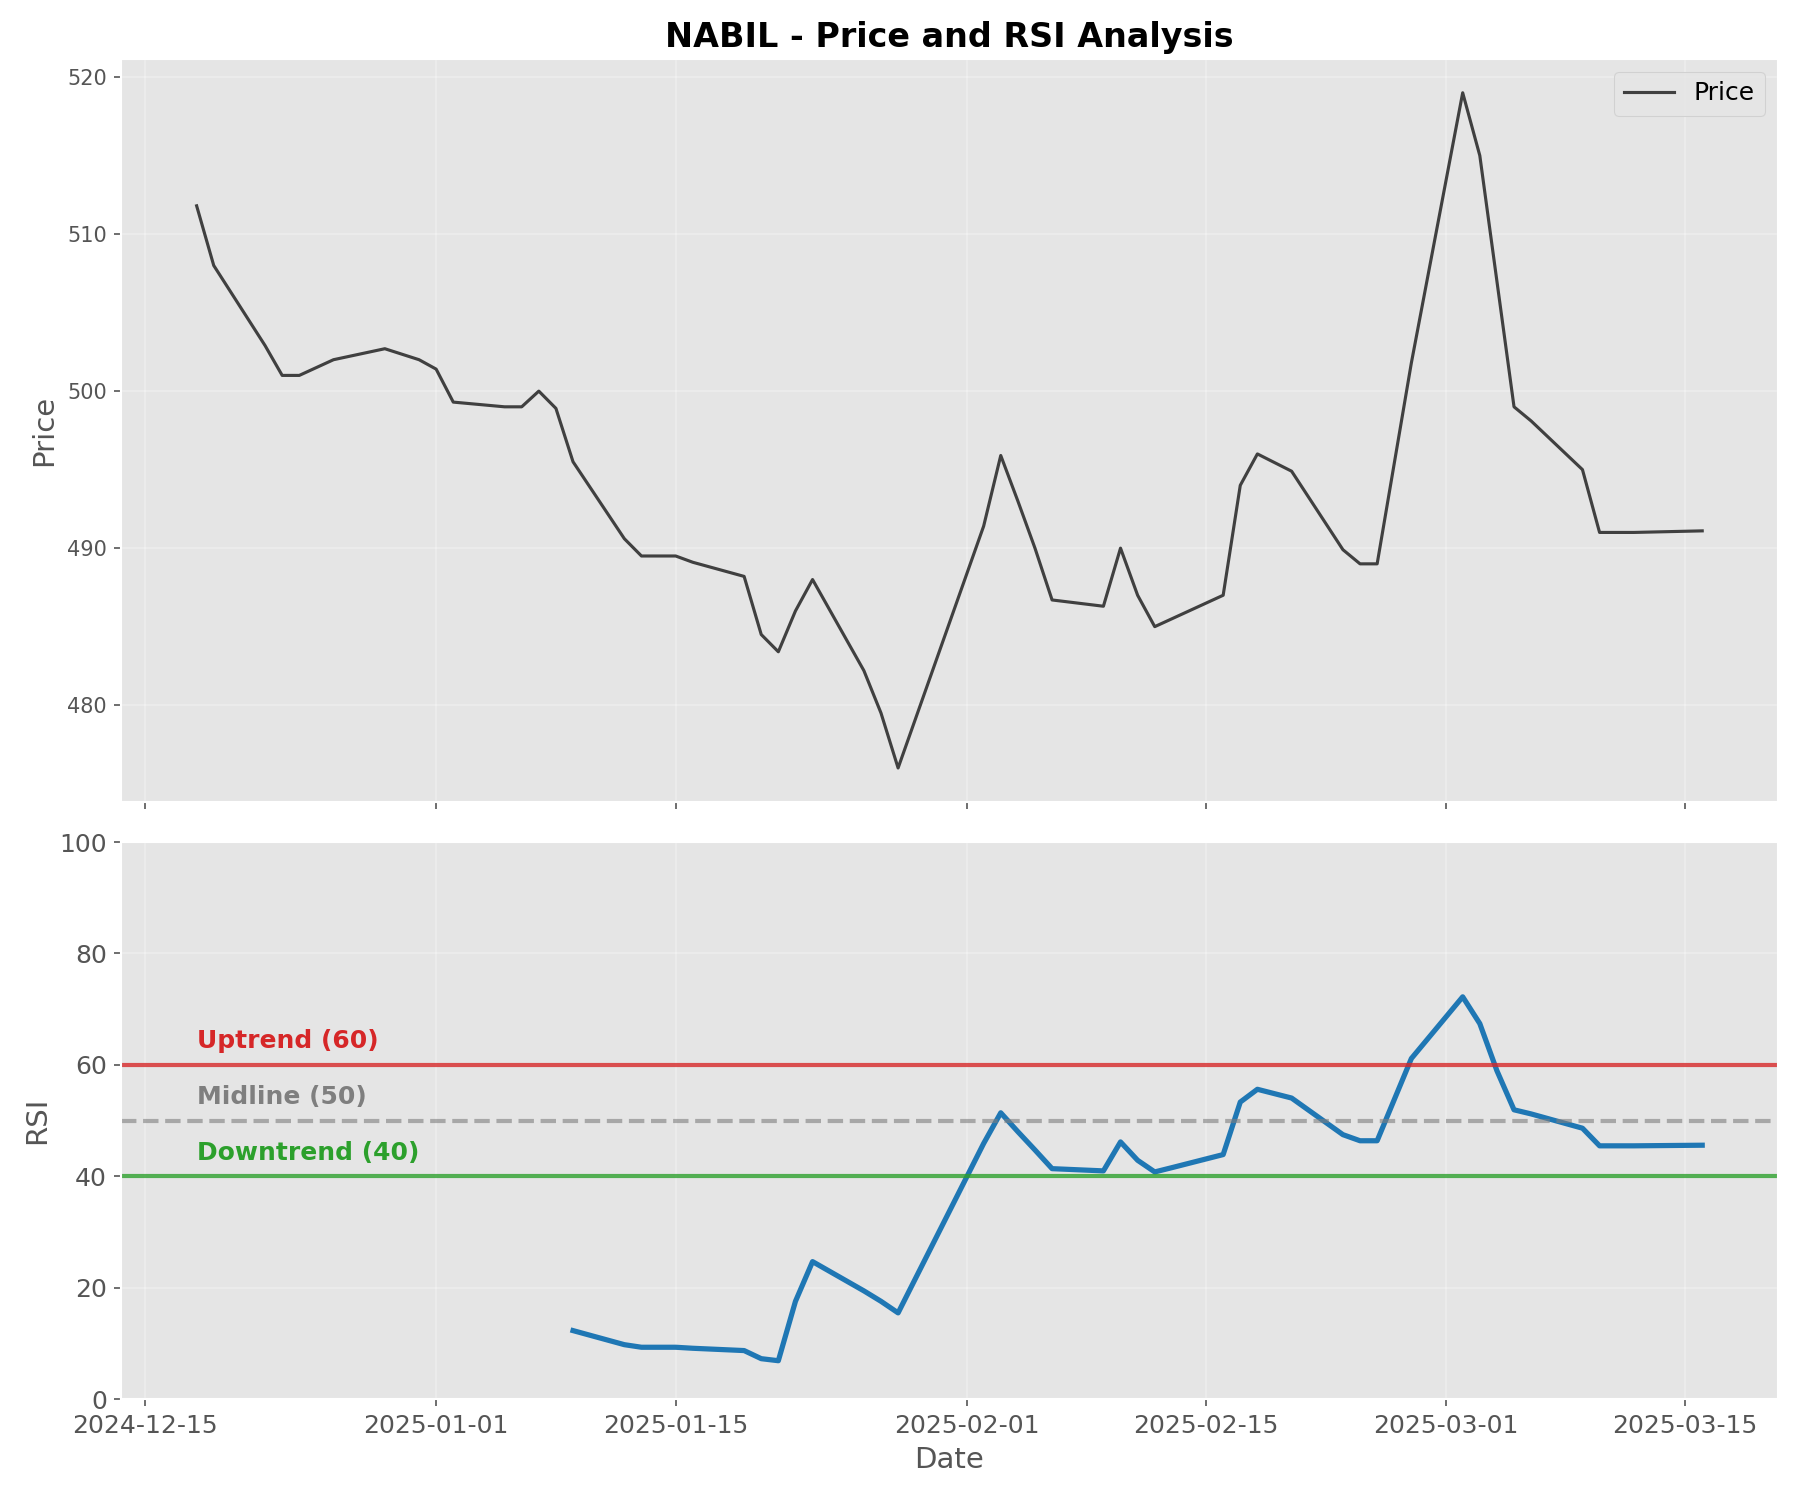 NABIL - Price and RSI Analysis
Price
520
510
500
490
480
Price
100
80
60
40
20
0
RSI
Uptrend (60)
Midline (50)
Downtrend (40)
2024-12-15
2025-01-01
2025-01-15
2025-02-01
2025-02-15
2025-03-01
2025-03-15
Date